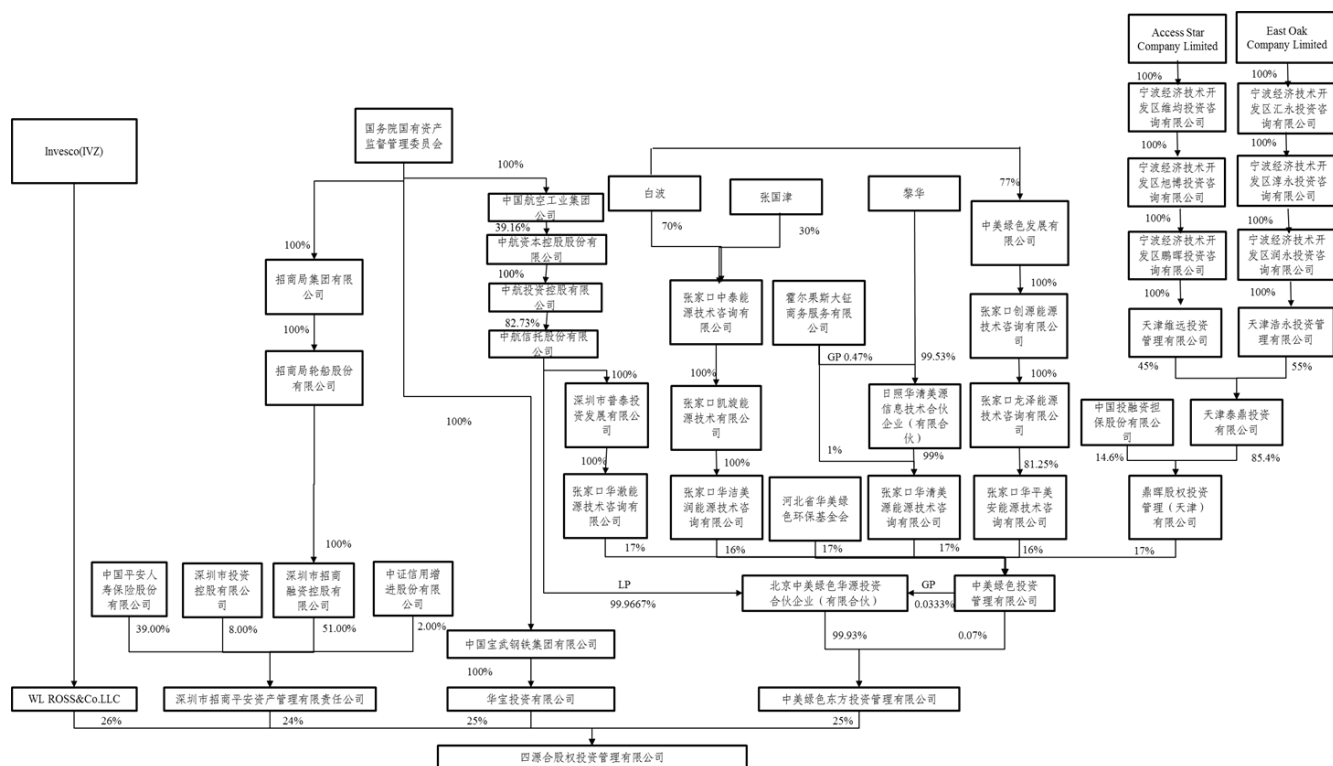 Access Star
Company Limited
East Oak
Company Limited
100%
100%
宁波经济技术开
发区维均投资咨
询有限公司
宁波经济技术开
发区汇永投资咨
询有限公司
国务院国有资产
监督管理委员会
Invesco(IVZ)
100%
100%
100%
宁波经济技术开
发区旭博投资咨
询有限公司
宁波经济技术开
发区淳永投资咨
询有限公司
白波
张国津
黎华
77%
中国航空工业集团
公司
39.16%
70%
30%
中美绿色发展有
限公司
100%
100%
100%
中航资本控股股份有
限公司
宁波经济技术开
发区鹏晖投资咨
询有限公司
宁波经济技术开
发区润永投资咨
询有限公司
招商局集团有限
公司
100%
中航投资控股有限
公司
张家口中泰能
源技术咨询有
限公司
霍尔果斯大征
商务服务有限
公司
100%
张家口创源能源
技术咨询有限公
司
100%
100%
82.73%
中航信托股份有限
公司
天津维远投资
管理有限公司
天津浩永投资管
理有限公司
100%
招商局轮船股份
有限公司
GP 0.47%
99.53%
45%
55%
100%
100%
100%
深圳市普泰投
资发展有限公
司
张家口凯旋能
源技术有限公
司
日照华清美源
信息技术合伙
企业（有限合
伙）
张家口龙泽能源
技术咨询有限公
司
中国投融资担
保股份有限公
司
天津泰鼎投资
有限公司
100%
1%
99%
14.6%
85.4%
100%
100%
81.25%
张家口华澈能
源技术咨询有
限公司
张家口华洁美
润能源技术咨
询有限公司
河北省华美绿
色环保基金会
张家口华清美
源能源技术咨
询有限公司
张家口华平美
安能源技术咨
询有限公司
鼎晖股权投资
管理（天津）
有限公司
100%
17%
16%
17%
17%
16%
17%
中国平安人
寿保险股份
有限公司
深圳市投资
控股有限公
司
深圳市招商
融资控股有
限公司
中证信用增
进股份有限
公司
LP
99.9667%
北京中美绿色华源投资
合伙企业（有限合伙）
GP
0.0333%
中美绿色投资
管理有限公司
39.00%
8.00%
51.00%
2.00%
99.93%
0.07%
中国宝武钢铁集团有限公司
100%
WL ROSS&Co.LLC
深圳市招商平安资产管理有限责任公司
华宝投资有限公司
中美绿色东方投资管理有限公司
26%
24%
25%
25%
四源合股权投资管理有限公司